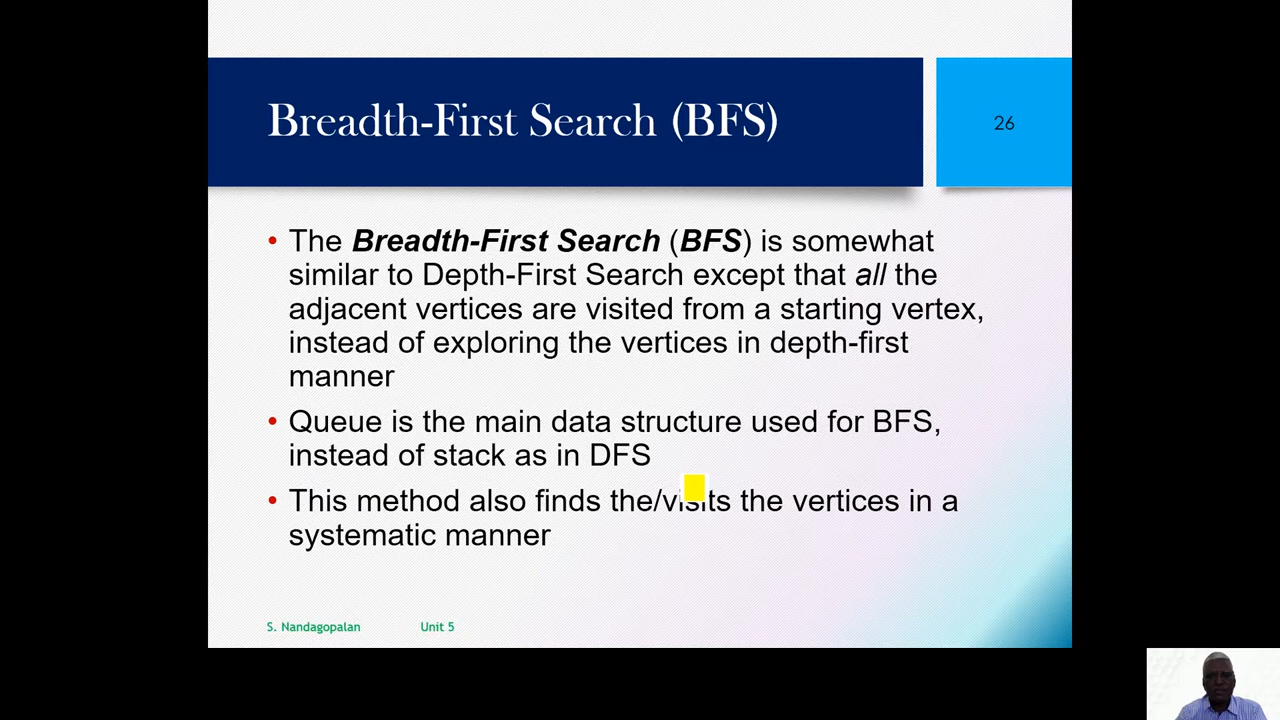 Breadth-First Search (BFS)
26
• The Breadth-First Search (BFS) is somewhat
similar to Depth-First Search except that all the
adjacent vertices are visited from a starting vertex,
instead of exploring the vertices in depth-first
manner
• Queue is the main data structure used for BFS,
instead of stack as in DFS
• This method also finds the/visits the vertices in a
systematic manner
S. Nandagopalan Unit 5